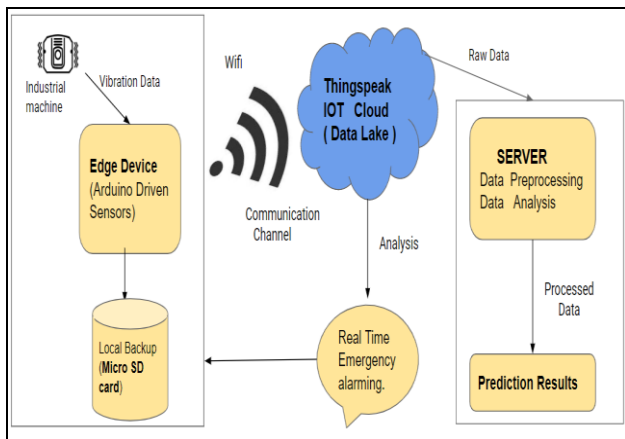 Industrial
machine
Vibration Data
Edge Device
(Arduino Driven
Sensors)
Local Backup
(Micro SD
card)
Wifi
Communication
Channel
Thingspeak
IOT Cloud
( Data Lake )
Analysis
Real Time
Emergency
alarming.
Raw Data
SERVER
Data Preprocessing
Data Analysis
Processed
Data
Prediction Results